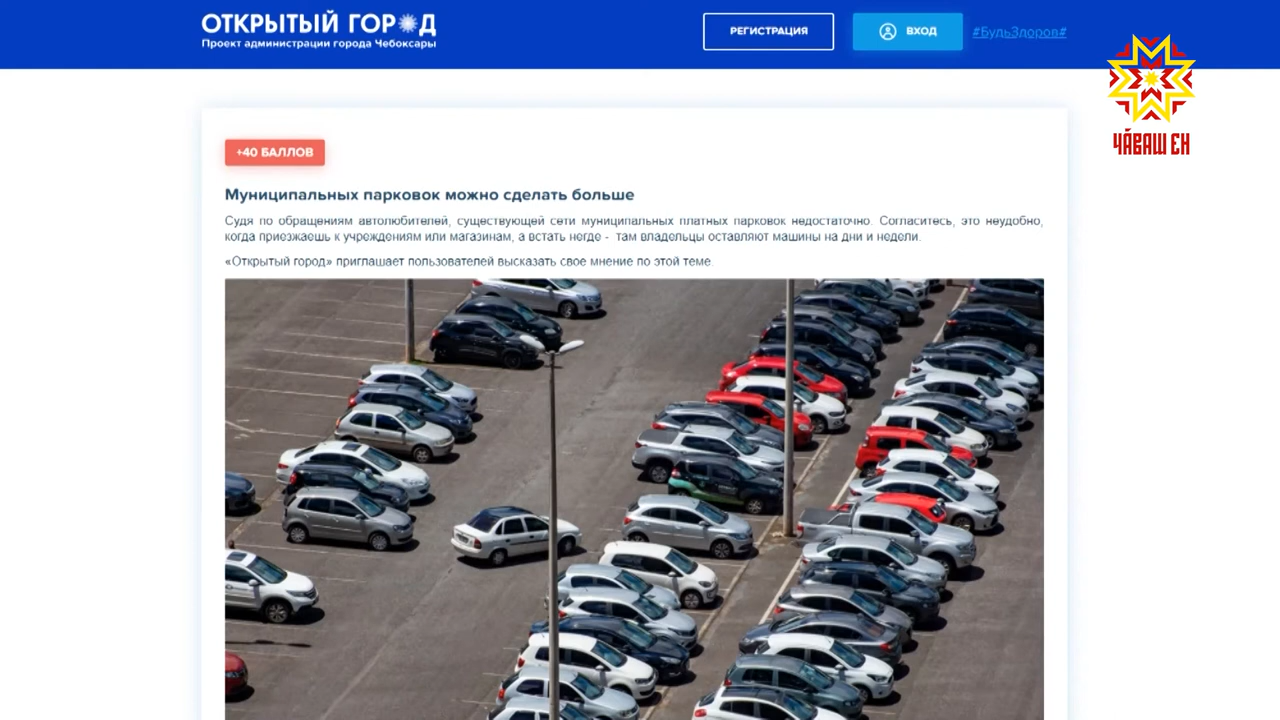 ОТКРЫТЫЙ ГОРОД
Проект администрации города Чебоксары
РЕГИСТРАЦИЯ
ВХОД
#БудьЗдоров#
ЧӐВАШ ЕН
+40 БАЛЛОВ
Муниципальных парковок можно сделать больше
Судя по обращениям автолюбителей, существующей сети муниципальных платных парковок недостаточно. Согласитесь, это неудобно,
когда приезжаешь к учреждениям или магазинам, а встать негде - там владельцы оставляют машины на дни и недели.
«Открытый город» приглашает пользователей высказать свое мнение по этой теме.